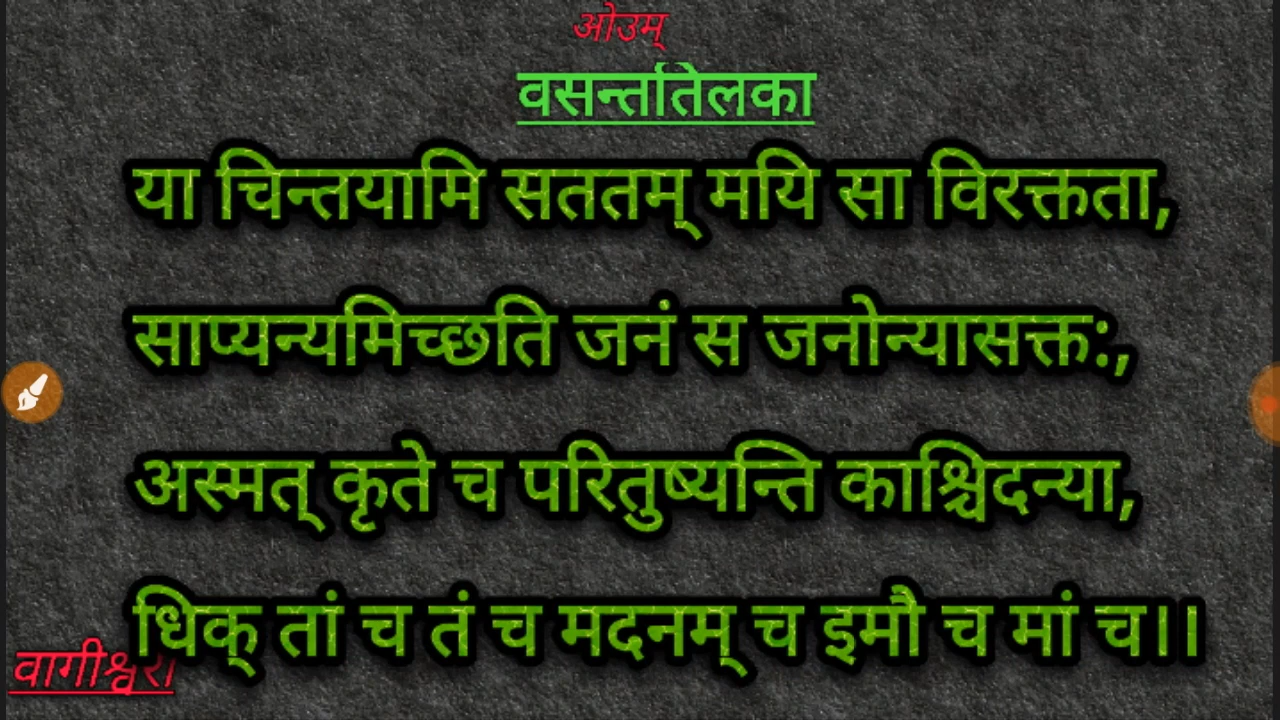 ओउम्
वसन्ततिलका
या चिन्तयामि सततम् मयि सा विरक्तता,
साप्यन्यमिच्छति जनं स जनोन्यासक्त:,
अस्मत् कृते च परितुष्यन्ति काश्चिदन्या,
धिक् तां च तं च मदनम् च इमौ च मां च।।
वागीश्वरी